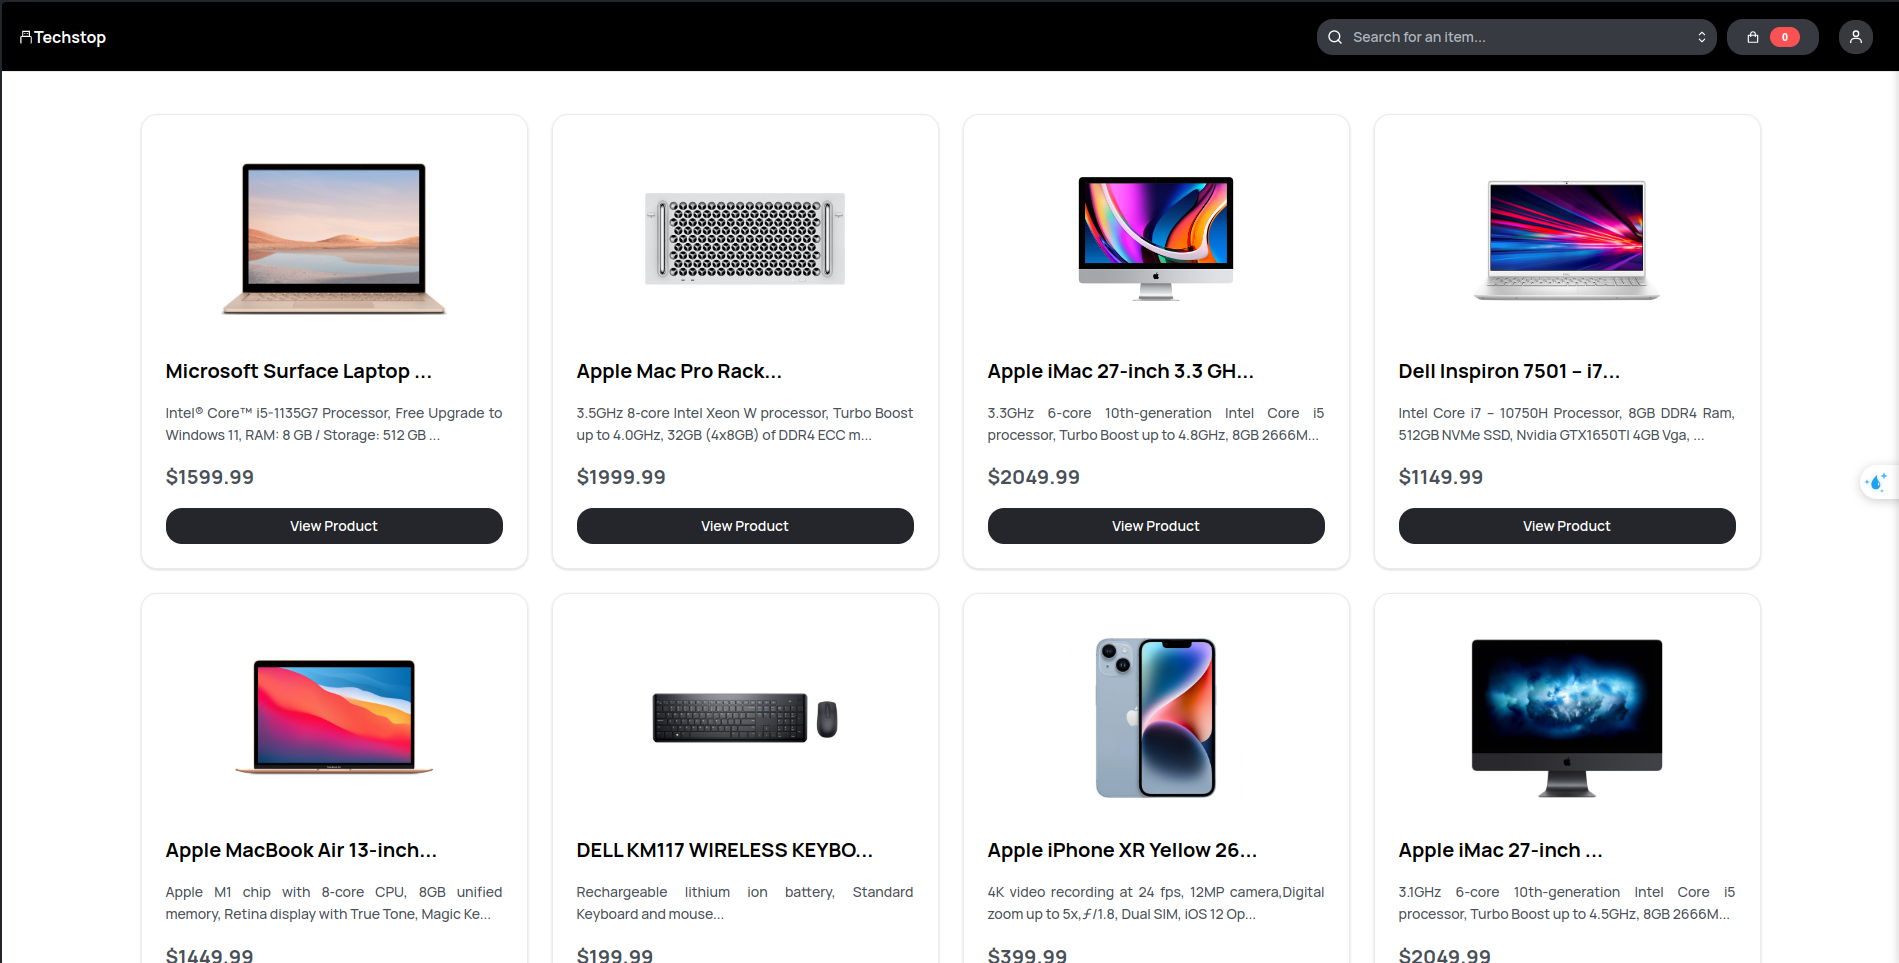 Techstop
Search for an item...
0
Microsoft Surface Laptop ...
Intel® Core™ i5-1135G7 Processor, Free Upgrade to
Windows 11, RAM: 8 GB / Storage: 512 GB ...
$1599.99
View Product
Apple Mac Pro Rack...
3.5GHz 8-core Intel Xeon W processor, Turbo Boost
up to 4.0GHz, 32GB (4x8GB) of DDR4 ECC m...
$1999.99
View Product
Apple iMac 27-inch 3.3 GH...
3.3GHz 6-core 10th-generation Intel Core i5
processor, Turbo Boost up to 4.8GHz, 8GB 2666M...
$2049.99
View Product
Dell Inspiron 7501 – i7...
Intel Core i7 – 10750H Processor, 8GB DDR4 Ram,
512GB NVMe SSD, Nvidia GTX1650TI 4GB Vga, ...
$1149.99
View Product
Apple MacBook Air 13-inch...
Apple M1 chip with 8-core CPU, 8GB unified
memory, Retina display with True Tone, Magic Ke...
$1449.99
DELL KM117 WIRELESS KEYBO...
Rechargeable lithium ion battery, Standard
Keyboard and mouse...
$199.99
Apple iPhone XR Yellow 26...
4K video recording at 24 fps, 12MP camera,Digital
zoom up to 5x,ƒ/1.8, Dual SIM, iOS 12 Op...
$399.99
Apple iMac 27-inch ...
3.1GHz 6-core 10th-generation Intel Core i5
processor, Turbo Boost up to 4.5GHz, 8GB 2666M...
$2049.99